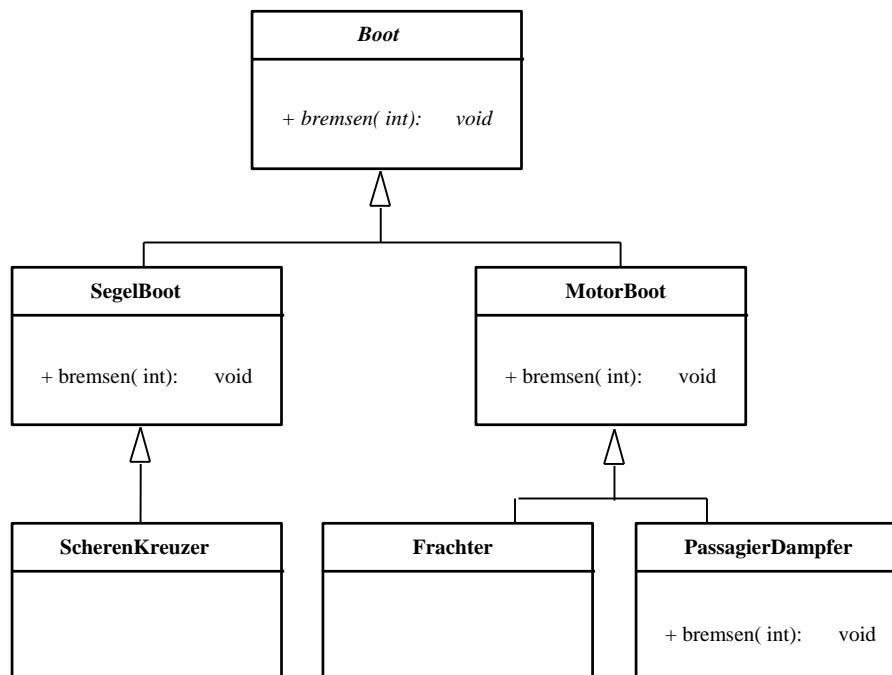 Boot
+ bremsen( int): void
SegelBoot
+ bremsen( int): void
MotorBoot
+ bremsen( int): void
ScherenKreuzer
Frachter
PassagierDampfer
+ bremsen( int): void